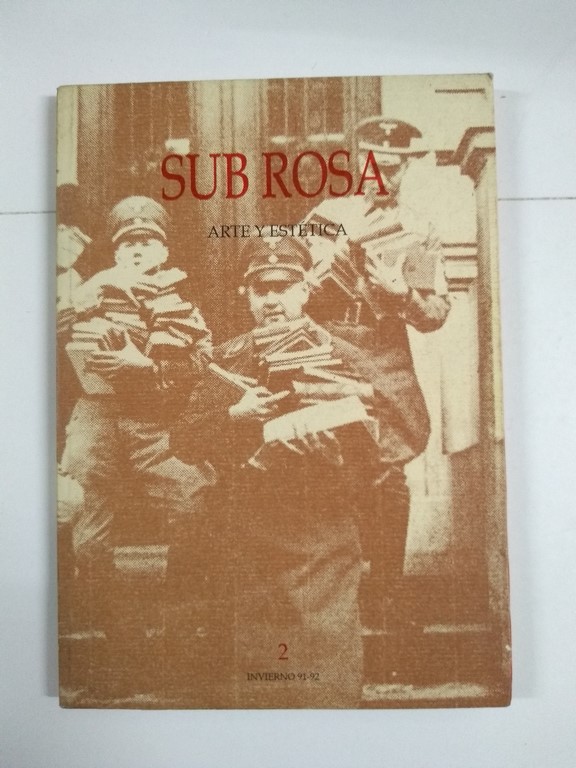 SUB ROSA
ARTE Y ESTÉTICA
2
INVIERNO 91-92